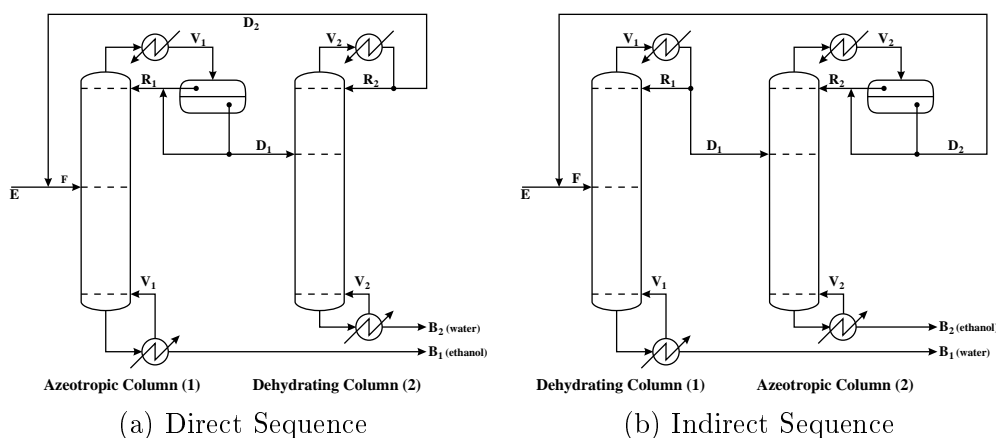 D2
V1
V2
R1
R2
D1
F
E
V1
V2
B2 (water)
B1 (ethanol)
Azeotropic Column (1)
Dehydrating Column (2)
(a) Direct Sequence
V1
V2
R1
R2
D1
D2
F
E
V1
V2
B2 (ethanol)
B1 (water)
Dehydrating Column (1)
Azeotropic Column (2)
(b) Indirect Sequence